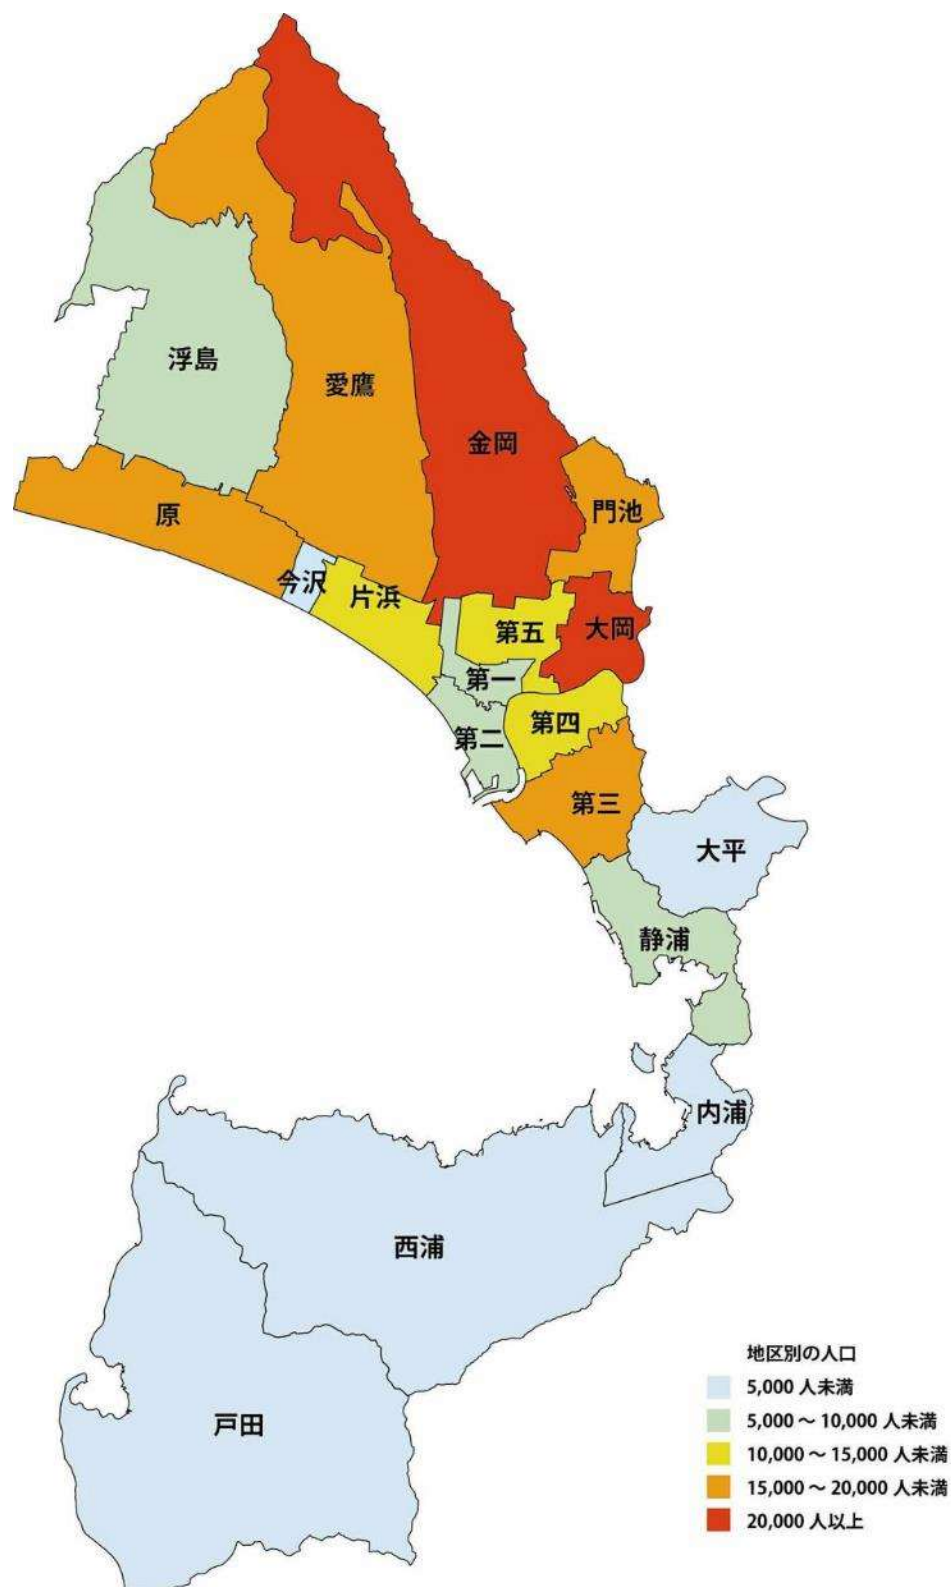 浮島
愛鷹
金岡
原
門池
今沢
片浜
第五
大岡
第一
第二
第四
第三
大平
静浦
内浦
西浦
戸田
地区別の人口
5,000 人未満
5,000 ～ 10,000 人未満
10,000 ～ 15,000 人未満
15,000 ～ 20,000 人未満
20,000 人以上